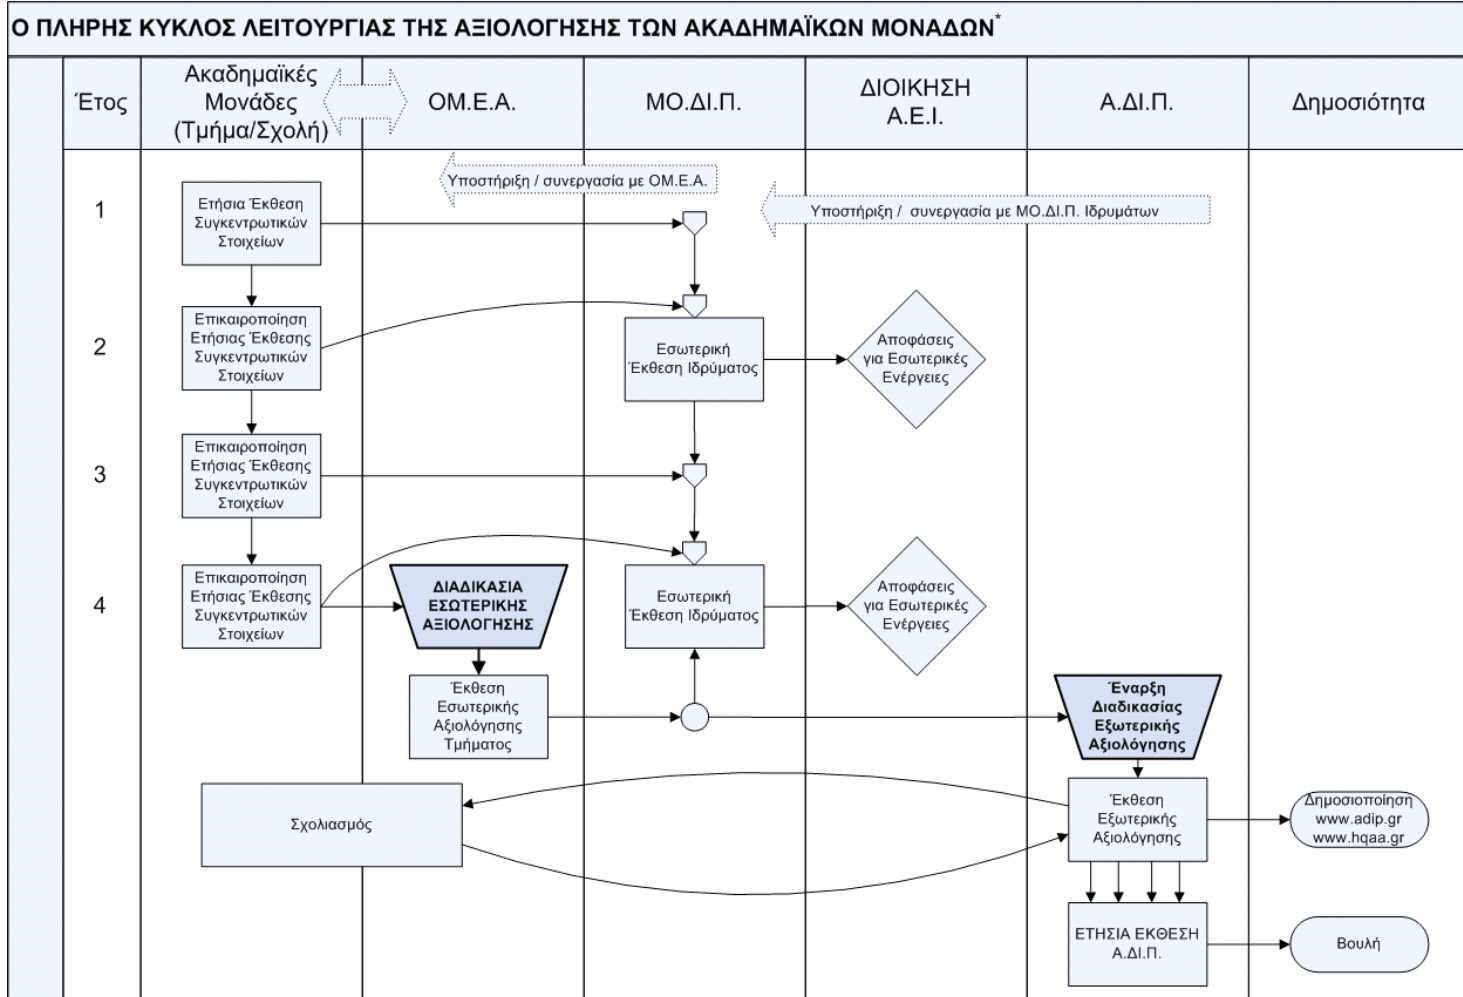 Ο ΠΛΗΡΗΣ ΚΥΚΛΟΣ ΛΕΙΤΟΥΡΓΙΑΣ ΤΗΣ ΑΞΙΟΛΟΓΗΣΗΣ ΤΩΝ ΑΚΑΔΗΜΑΪΚΩΝ ΜΟΝΑΔΩΝ*
Έτος
Ακαδημαϊκές
Μονάδες
(Τμήμα/Σχολή)
ΟΜ.Ε.Α.
ΜΟ.ΔΙ.Π.
ΔΙΟΙΚΗΣΗ
Α.Ε.Ι.
Α.ΔΙ.Π.
Δημοσιότητα
Υποστήριξη / συνεργασία με ΟΜ.Ε.Α.
Υποστήριξη / συνεργασία με ΜΟ.ΔΙ.Π. Ιδρυμάτων
1
Ετήσια Έκθεση
Συγκεντρωτικών
Στοιχείων
2
Επικαιροποίηση
Ετήσιας Έκθεσης
Συγκεντρωτικών
Στοιχείων
Εσωτερική
Έκθεση Ιδρύματος
Αποφάσεις
για Εσωτερικές
Ενέργειες
3
Επικαιροποίηση
Ετήσιας Έκθεσης
Συγκεντρωτικών
Στοιχείων
4
Επικαιροποίηση
Ετήσιας Έκθεσης
Συγκεντρωτικών
Στοιχείων
ΔΙΑΔΙΚΑΣΙΑ
ΕΣΩΤΕΡΙΚΗΣ
ΑΞΙΟΛΟΓΗΣΗΣ
Εσωτερική
Έκθεση Ιδρύματος
Αποφάσεις
για Εσωτερικές
Ενέργειες
Έκθεση
Εσωτερικής
Αξιολόγησης
Τμήματος
Έναρξη
Διαδικασίας
Εξωτερικής
Αξιολόγησης
Σχολιασμός
Έκθεση
Εξωτερικής
Αξιολόγησης
Δημοσιοποίηση
www.adip.gr
www.hqaa.gr
ΕΤΗΣΙΑ ΕΚΘΕΣΗ
Α.ΔΙ.Π.
Βουλή